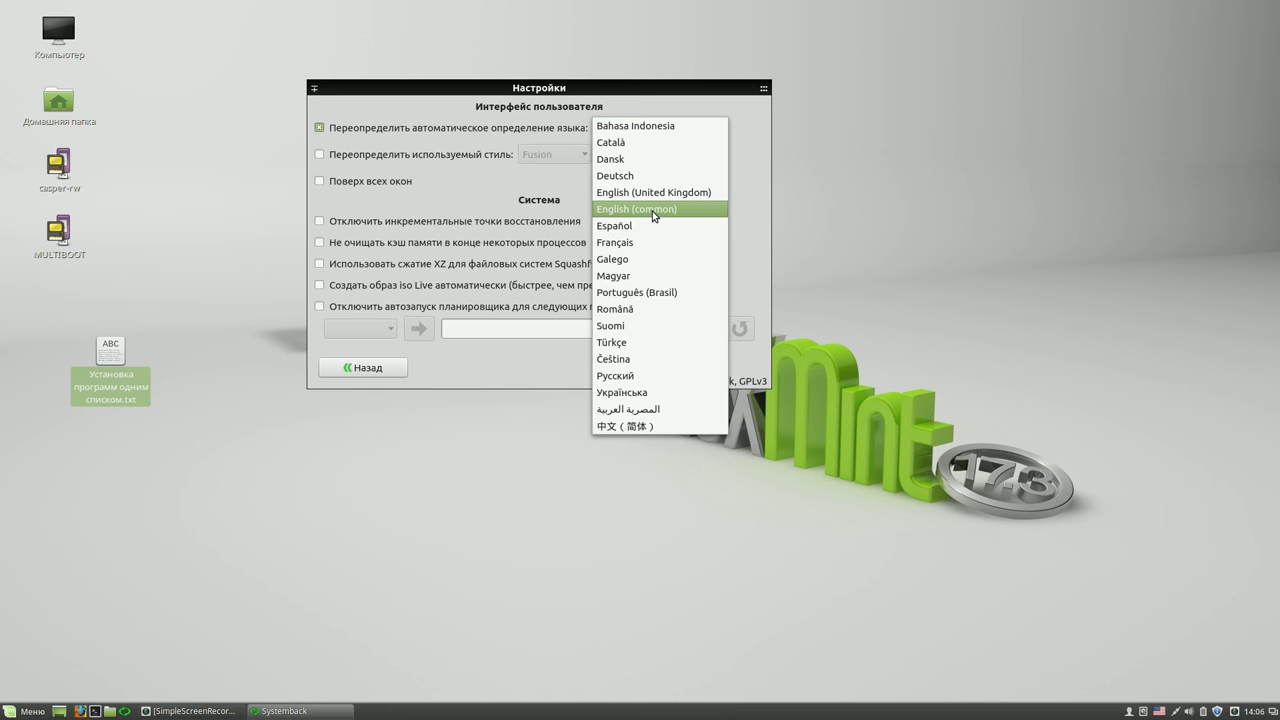 Компьютер
Домашняя папка
casper-rw
MULTIBOOT
ABC
Установка
программ одним
списком.txt
Настройки
Интерфейс пользователя
Переопределить автоматическое определение языка:
Переопределить используемый стиль:
Fusion
Поверх всех окон
Система
Отключить инкрементальные точки восстановления
Не очищать кэш памяти в конце некоторых процессов
Использовать сжатие XZ для файловых систем
Создать образ iso Live автоматически (быстрее, чем
Отключить автозапуск планировщика для следующих
Назад
GPLv3
Bahasa Indonesia
Català
Dansk
Deutsch
English (United Kingdom)
English (common)
Español
Français
Galego
Magyar
Português (Brasil)
Română
Suomi
Türkçe
Čeština
Русский
Українська
المصرية العربية
中文（简体）
Mint
17.3
Меню
[SimpleScreenRecor...
Systemback
14:06